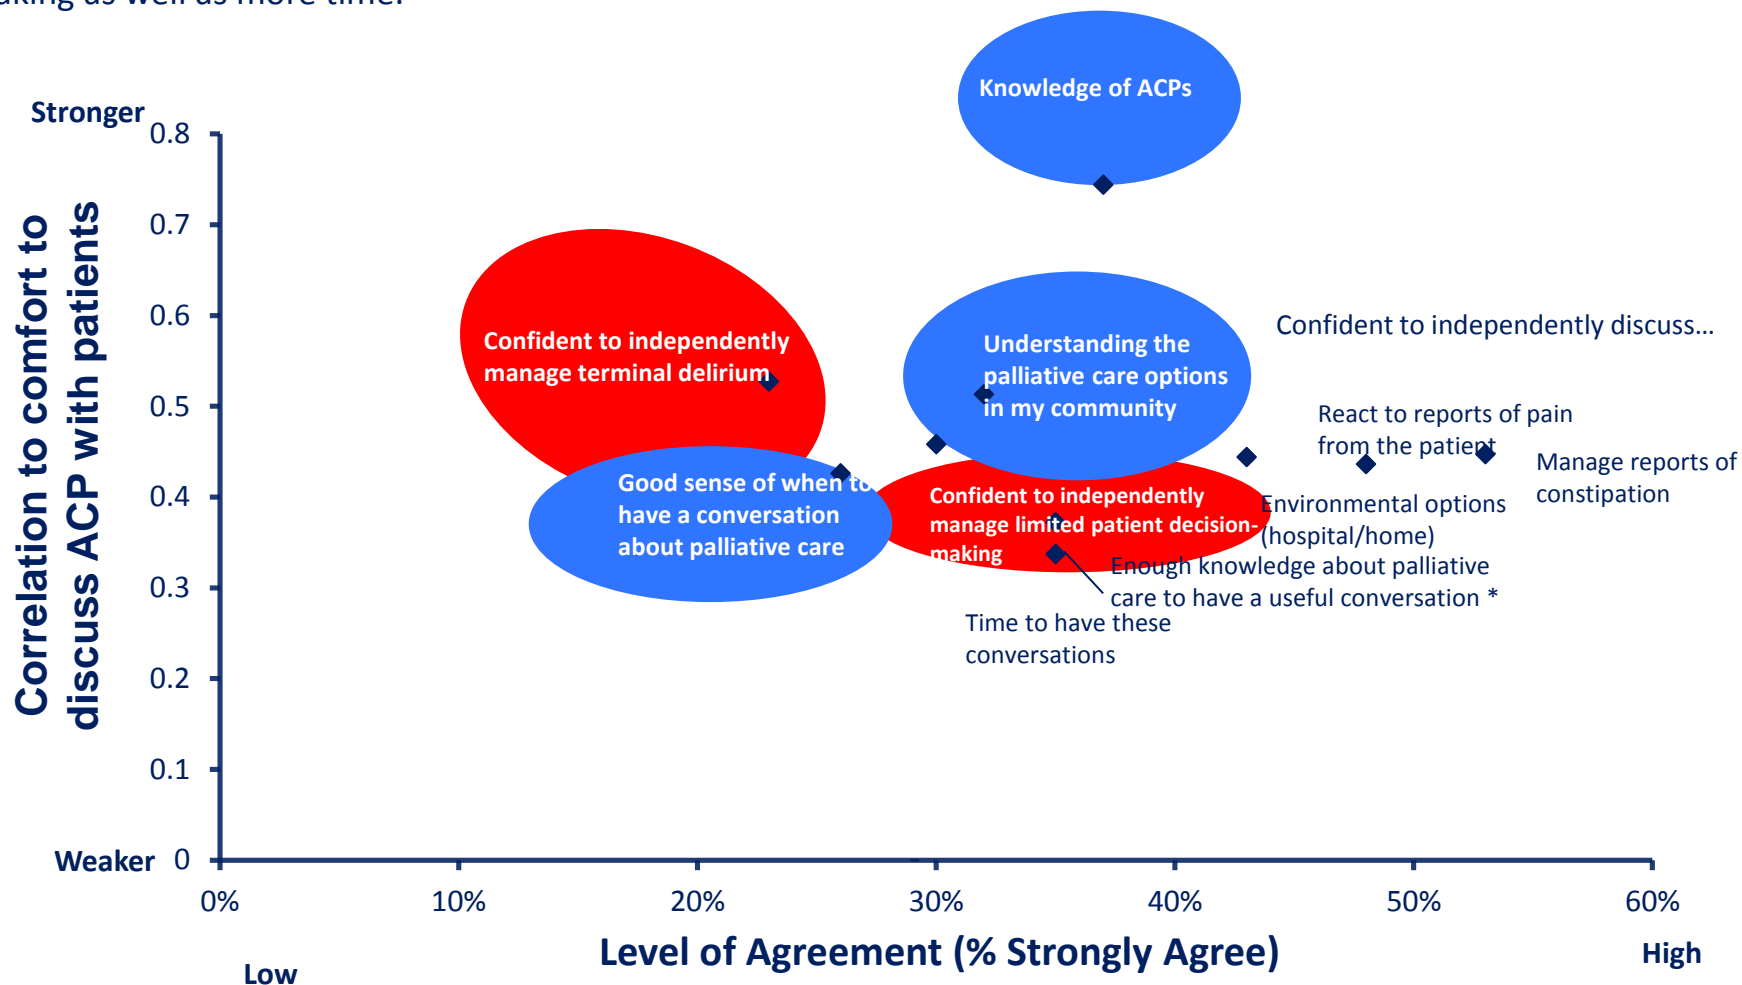 as well as more time.
Knowledge of ACPs
Stronger
0.8
0.7
0.6
0.5
0.4
0.3
0.2
0.1
0
Weaker
Correlation to comfort to
discuss ACP with patients
Confident to independently
manage terminal delirium
Understanding the
palliative care options
in my community
Confident to independently discuss...
React to reports of pain
from the patient
Manage reports of
constipation
Good sense of when to
have a conversation
about palliative care
Confident to independently
manage limited patient decision-
making
Environmental options
(hospital/home)
Enough knowledge about palliative
care to have a useful conversation *
Time to have these
conversations
0%
10%
20%
30%
40%
50%
60%
Level of Agreement (% Strongly Agree)
Low
High